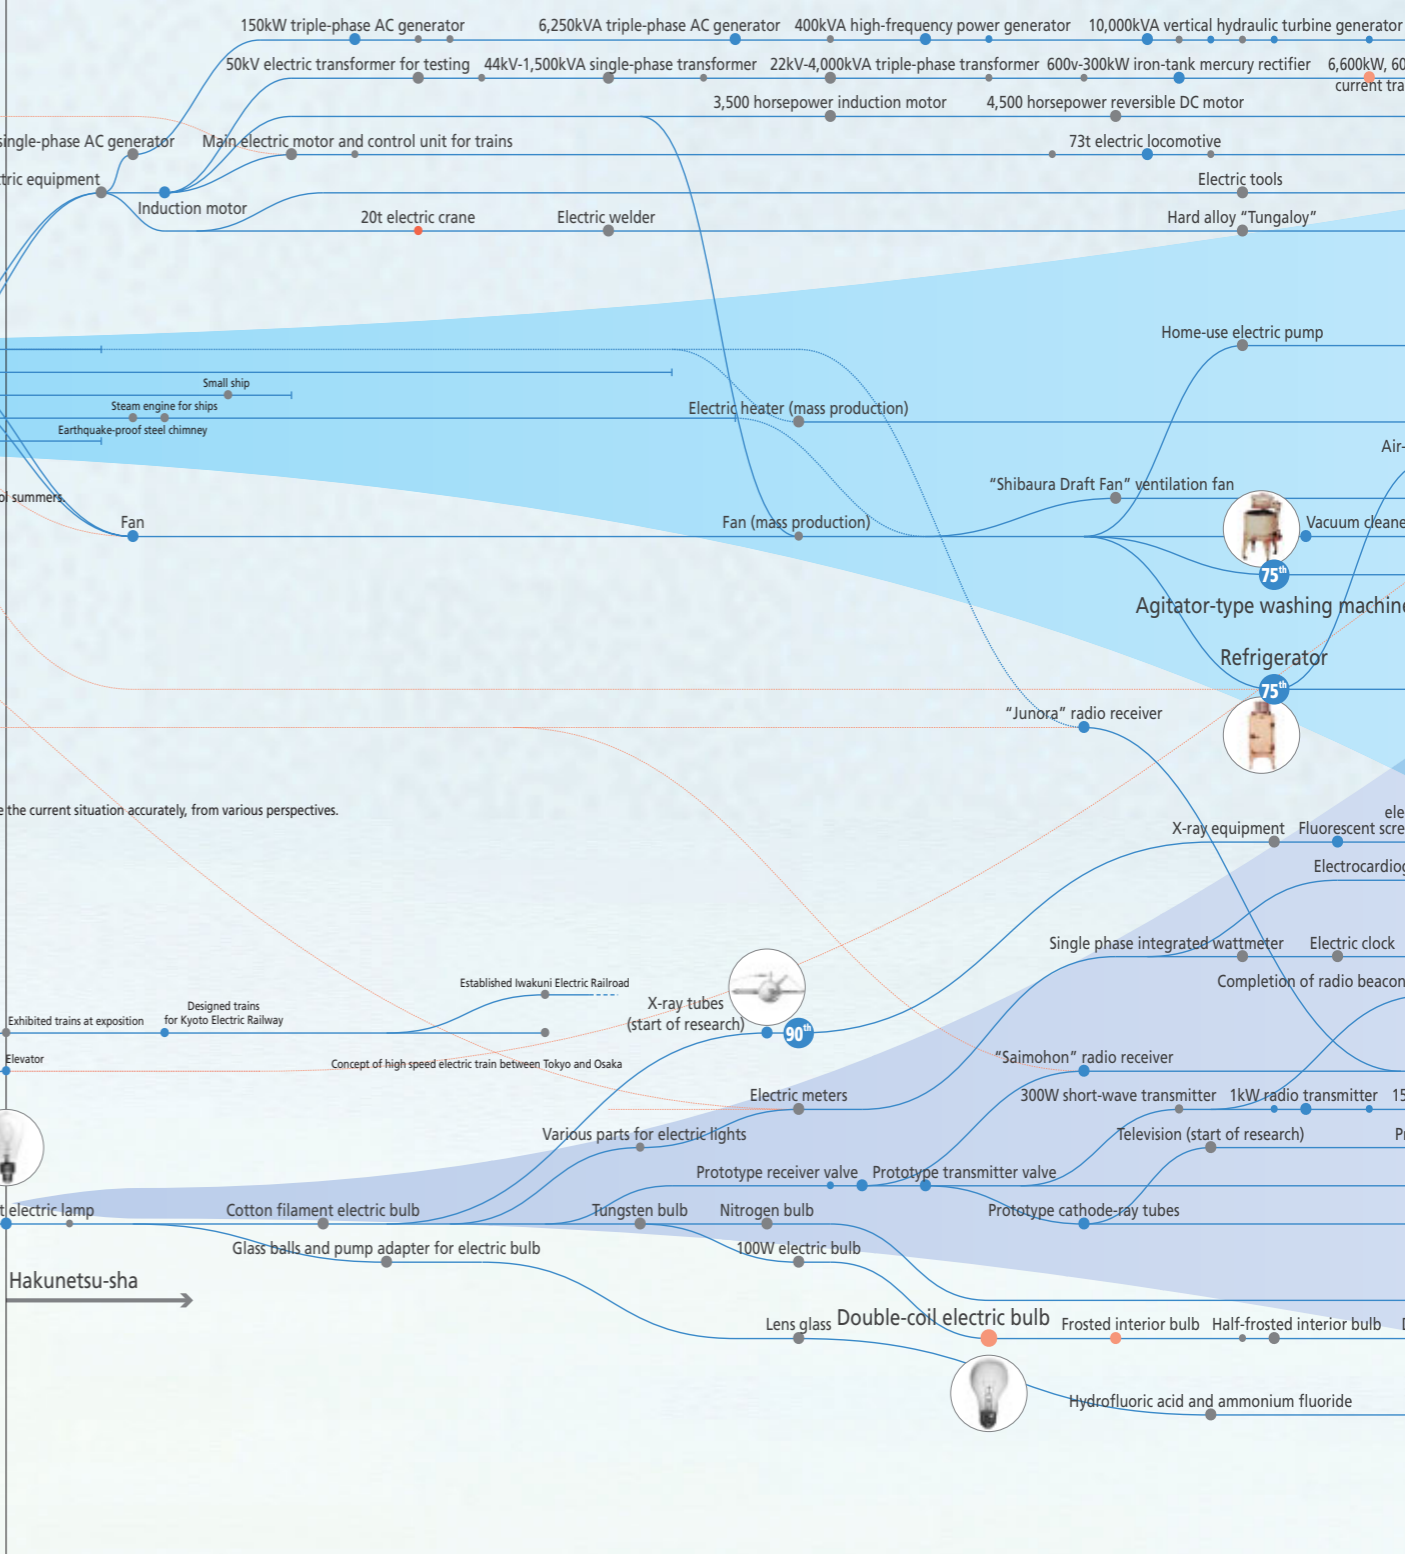 150kW triple-phase AC generator
6,250kVA triple-phase AC generator
400kVA high-frequency power generator
10,000kVA vertical hydraulic turbine generator
50kV electric transformer for testing
44kV-1,500kVA single-phase transformer
22kV-4,000kVA triple-phase transformer
600v-300kW iron-tank mercury rectifier
6,600kW, 60
current tra
3,500 horsepower induction motor
4,500 horsepower reversible DC motor
single-phase AC generator
Main electric motor and control unit for trains
73t electric locomotive
tric equipment
Electric tools
Induction motor
20t electric crane
Electric welder
Hard alloy “Tungaloy”
Home-use electric pump
Small ship
Steam engine for ships
Electric heater (mass production)
Earthquake-proof steel chimney
Air-
“Shibaura Draft Fan” ventilation fan
ol summers.
Fan
Fan (mass production)
Vacuum cleane
75th
Agitator-type washing machine
Refrigerator
75th
“Junora” radio receiver
e the current situation accurately, from various perspectives.
ele
X-ray equipment
Fluorescent scre
Electrocardiog
Single phase integrated wattmeter
Electric clock
Completion of radio beacon
Established Iwakuni Electric Railroad
X-ray tubes
(start of research)
90th
Designed trains
for Kyoto Electric Railway
Exhibited trains at exposition
Elevator
Concept of high speed electric train between Tokyo and Osaka
“Saimohon” radio receiver
Electric meters
300W short-wave transmitter
1kW radio transmitter
15
Various parts for electric lights
Television (start of research)
Pr
Prototype receiver valve
Prototype transmitter valve
t electric lamp
Cotton filament electric bulb
Tungsten bulb
Nitrogen bulb
Prototype cathode-ray tubes
Glass balls and pump adapter for electric bulb
100W electric bulb
Hakunetsu-sha
Lens glass
Double-coil electric bulb
Frosted interior bulb
Half-frosted interior bulb
D
Hydrofluoric acid and ammonium fluoride